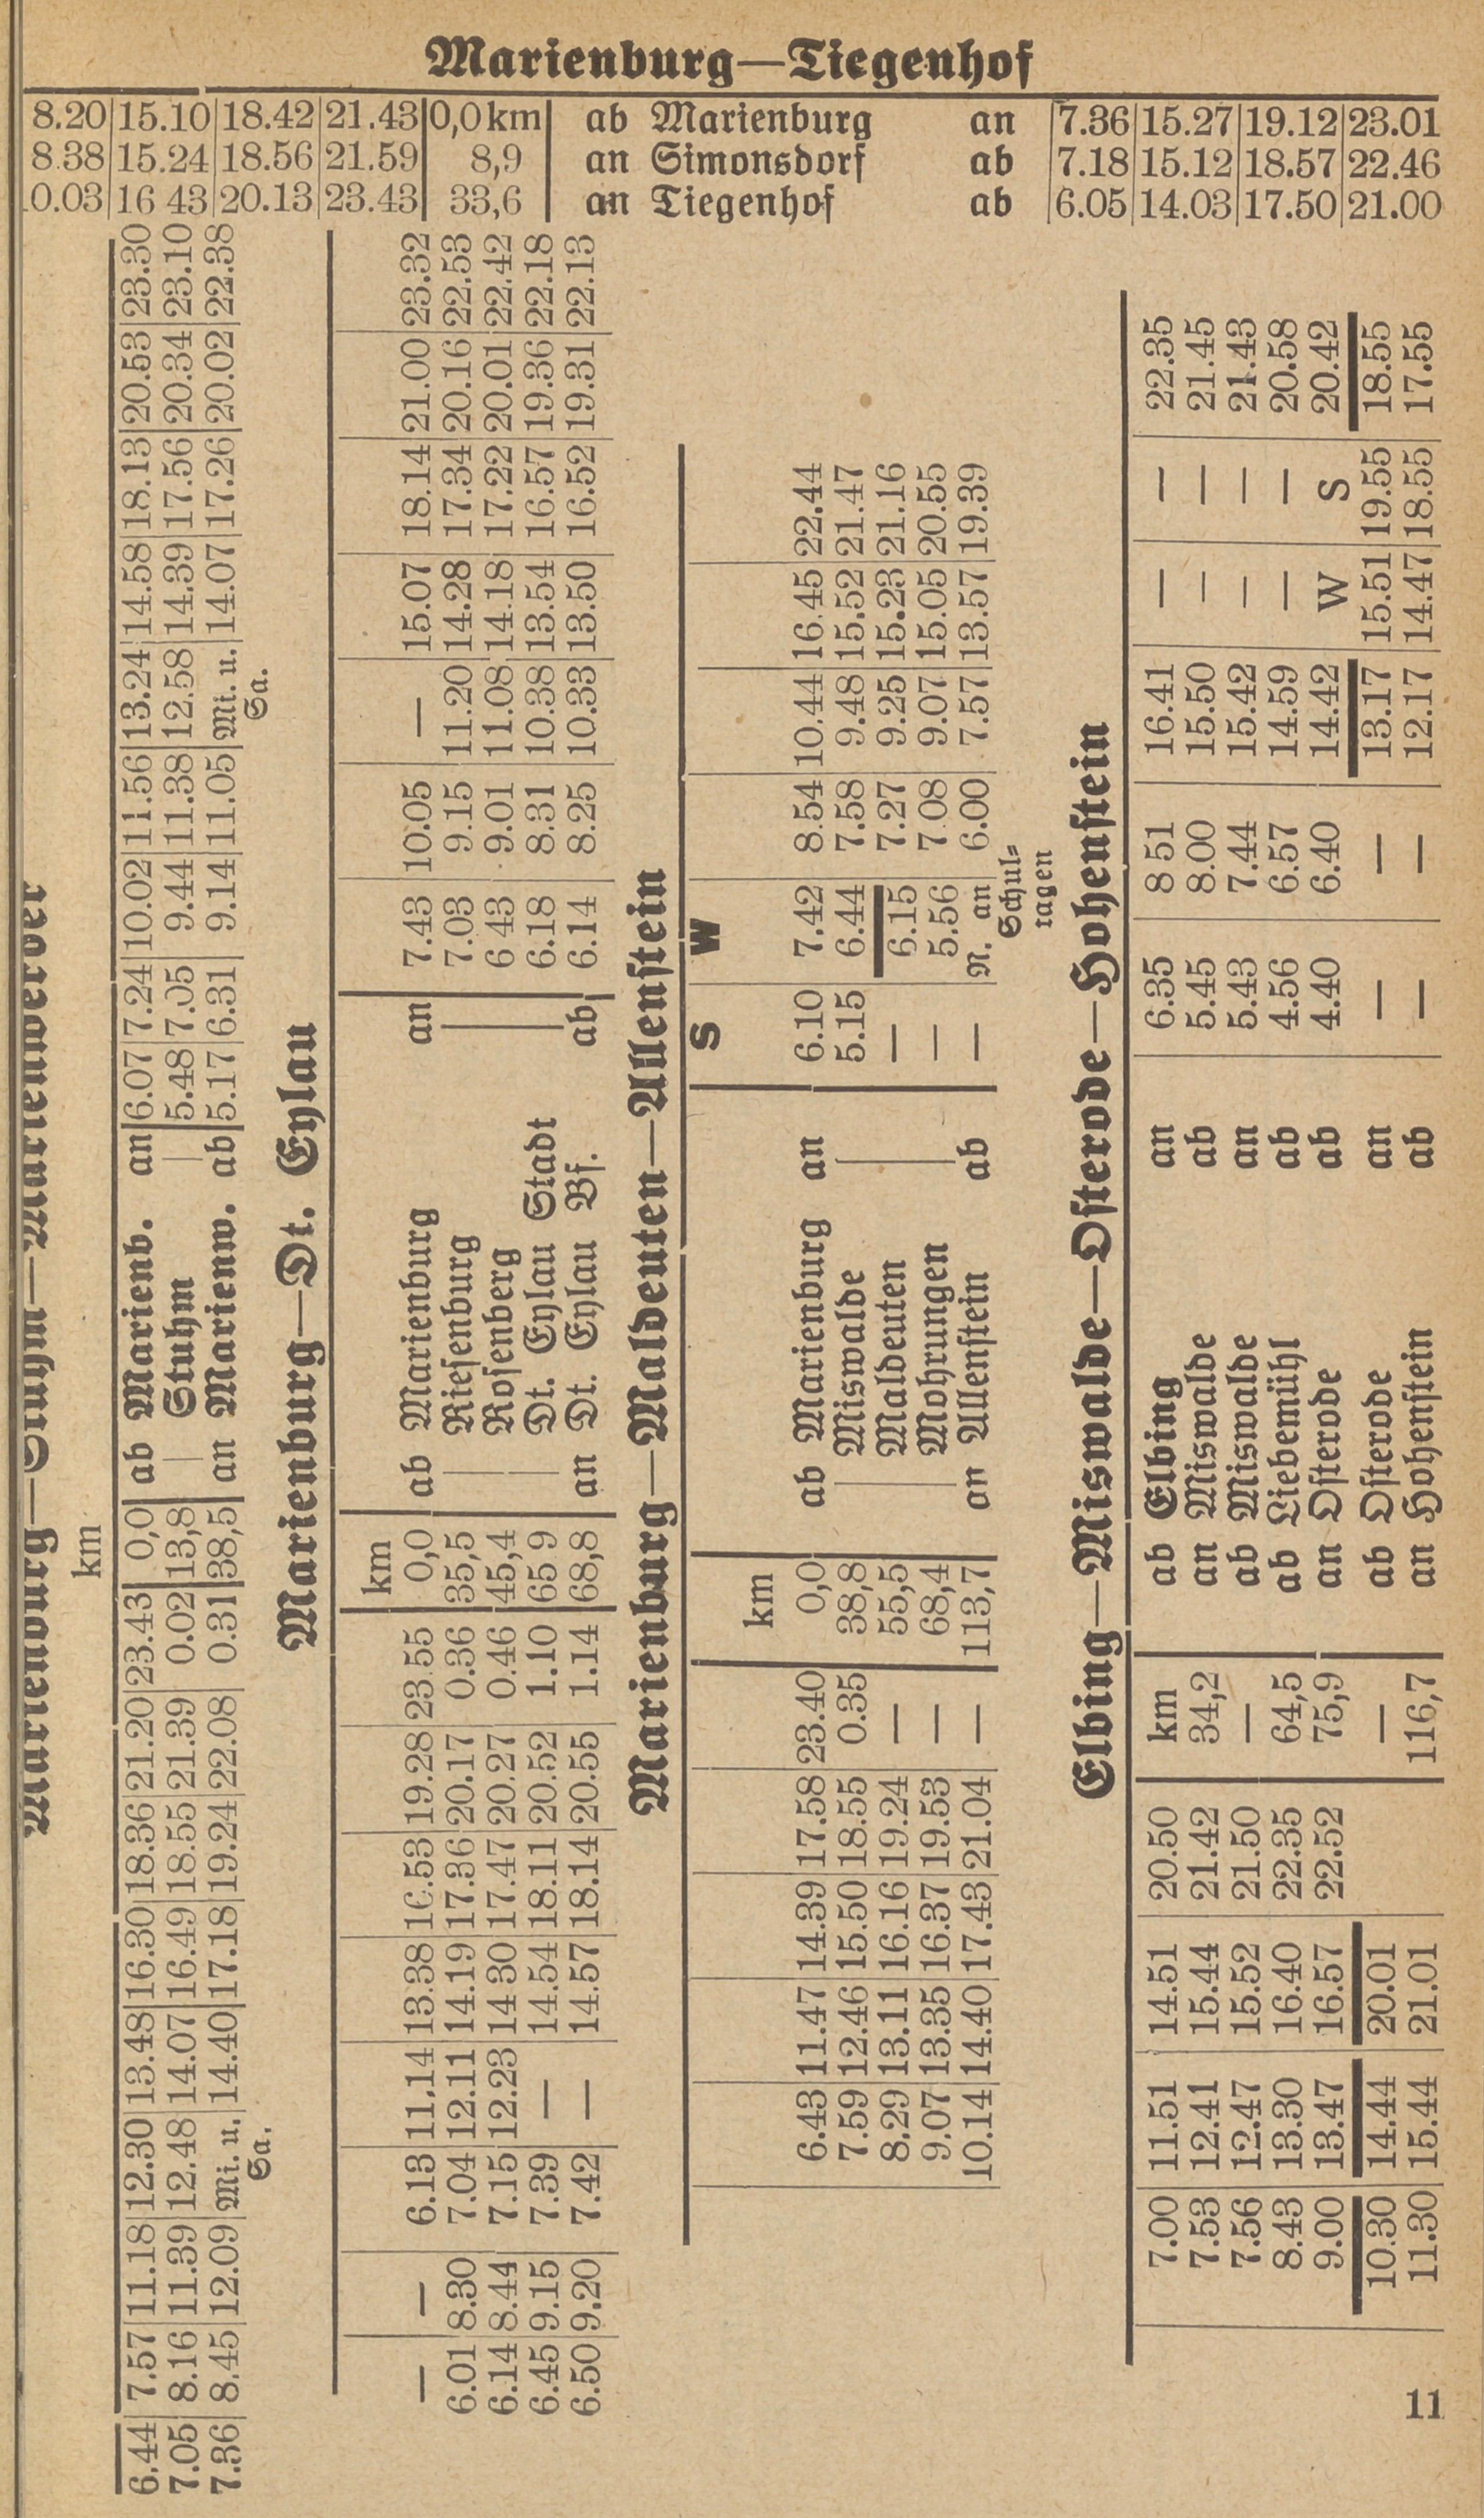 Marienburg—Tiegenhof
8.20 15.10 18.42 21.43 0,0 km ab Marienburg an 7.36 15.27 19.12 23.01
8.38 15.24 18.56 21.59 8,9 an Simonsdorf ab 7.18 15.12 18.57 22.46
0.03 16 43 20.13 23.43 33,6 an Tiegenhof ab 6.05 14.03 17.50 21.00
Marienburg—Stuhm—Marienwerder
km
6.44 7.57 11.18 12.30 13.48 16.30 18.36 21.20 23.43 0,0 ab Marienb. an 6.07 7.24 10.02 11.56 13.24 14.58 18.13 20.53 23.30
7.05 8.16 11.39 12.48 14.07 16.49 18.55 21.39 0.02 13,8 Stuhm 5.48 7.05 9.44 11.38 12.58 14.39 17.56 20.34 23.10
7.36 8.45 12.09 Mi. u. 14.40 17.18 19.24 22.08 0.31 38,5 an Marienw. ab 5.17 6.31 9.14 11.05 Mi. u. 14.07 17.26 20.02 22.38
Sa. Sa.
Marienburg—Dt. Eylau
km
— — 6.13 11.14 13.38 16.53 19.28 23.55 0,0 ab Marienburg an 7.43 10.05 — 15.07 18.14 21.00 23.32
6.01 8.30 7.04 12.11 14.19 17.36 20.17 0.36 35,5 Riesenburg 7.03 9.15 11.20 14.28 17.34 20.16 22.53
6.14 8.44 7.15 12.23 14 30 17.47 20.27 0.46 45,4 Rosenberg 6 43 9.01 11.08 14.18 17.22 20.01 22.42
6.45 9.15 7.39 — 14.54 18.11 20.52 1.10 65 9 Dt. Eylau Stadt 6.18 8.31 10.38 13.54 16.57 19.36 22.18
6.50 9.20 7.42 — 14.57 18.14 20.55 1.14 68,8 an Dt. Eylau Bf. ab 6.14 8.25 10.33 13.50 16.52 19.31 22.13
Marienburg—Maldeuten—Allenstein
S W
km
6.43 11.47 14.39 17.58 23.40 0,0 ab Marienburg an 6.10 7.42 8.54 10.44 16.45 22.44
7.59 12.46 15.50 18.55 0.35 38,8 Miswalde 5.15 6.44 7.58 9.48 15.52 21.47
8.29 13.11 16.16 19.24 — 55,5 Maldeuten — 6.15 7.27 9.25 15.23 21.16
9.07 13.35 16.37 19.53 — 68,4 Mohrungen — 5.56 7.08 9.07 15.05 20.55
10.14 14.40 17.43 21.04 — 113,7 an Allenstein ab — N. an 6.00 7.57 13.57 19.39
Schul-
tagen
Elbing—Miswalde—Osterode—Hohenstein
7.00 11.51 14.51 20.50 km ab Elbing an 6.35 8 51 16.41 — — 22.35
7.53 12.41 15.44 21.42 34,2 an Miswalde ab 5.45 8.00 15.50 — — 21.45
7.56 12.47 15.52 21.50 — ab Miswalde an 5.43 7.44 15.42 — — 21.43
8.43 13.30 16.40 22.35 64,5 ab Liebemühl ab 4.56 6.57 14.59 — — 20.58
9.00 13.47 16.57 22.52 75,9 an Osterode ab 4.40 6.40 14.42 W S 20.42
10.30 14.44 20.01 — ab Osterode an — — 13.17 15.51 19.55 18.55
11.30 15.44 21.01 116,7 an Hohenstein ab — — 12.17 14.47 18.55 17.55
11